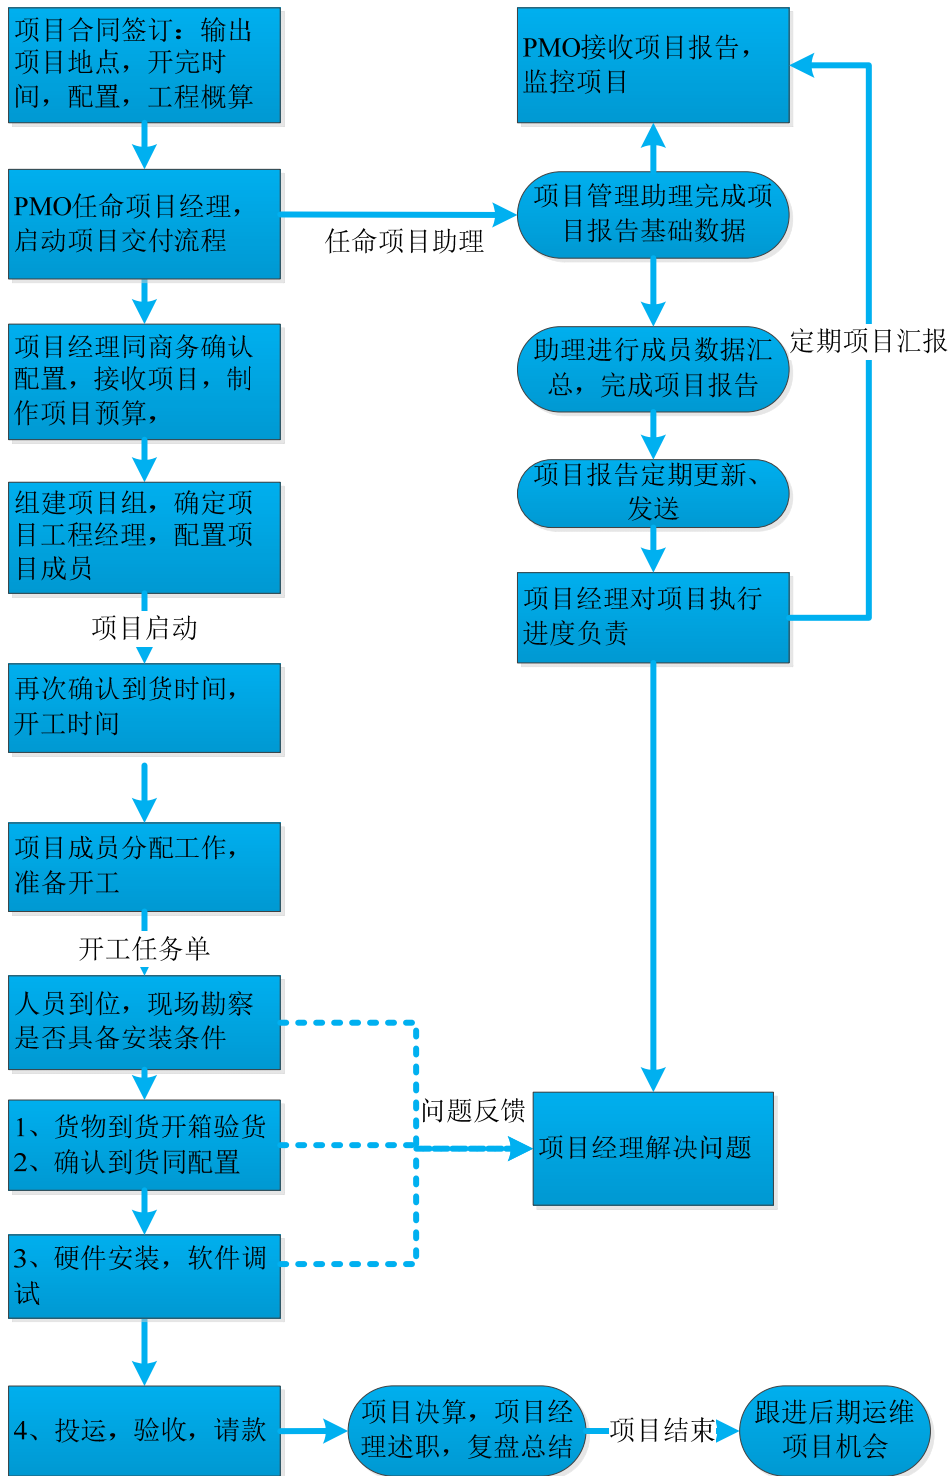 项目合同签订：输出
项目地点，开完时
间，配置，工程概算
PMO任命项目经理，
启动项目交付流程
项目经理同商务确认
配置，接收项目，制
作项目预算，
组建项目组，确定项
目工程经理，配置项
目成员
项目启动
再次确认到货时间，
开工时间
项目成员分配工作，
准备开工
开工任务单
人员到位，现场勘察
是否具备安装条件
1、货物到货开箱验货
2、确认到货同配置
3、硬件安装，软件调
试
4、投运，验收，请款
任命项目助理
PMO接收项目报告，
监控项目
项目管理助理完成项
目报告基础数据
助理进行成员数据汇
总，完成项目报告
项目报告定期更新、
发送
项目经理对项目执行
进度负责
定期项目汇报
问题反馈
项目经理解决问题
项目决算，项目经
理述职，复盘总结
项目结束
跟进后期运维
项目机会